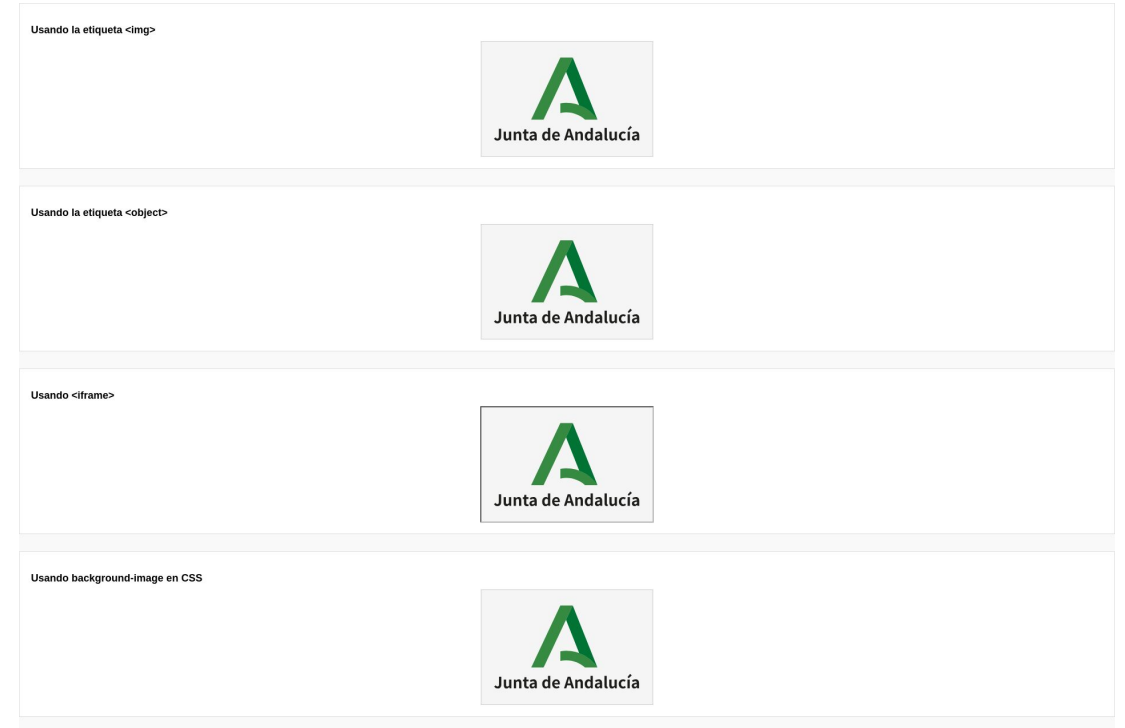 Usando la etiqueta <img>
Junta de Andalucía
Usando la etiqueta <object>
Junta de Andalucía
Usando <iframe>
Junta de Andalucía
Usando background-image en CSS
Junta de Andalucía